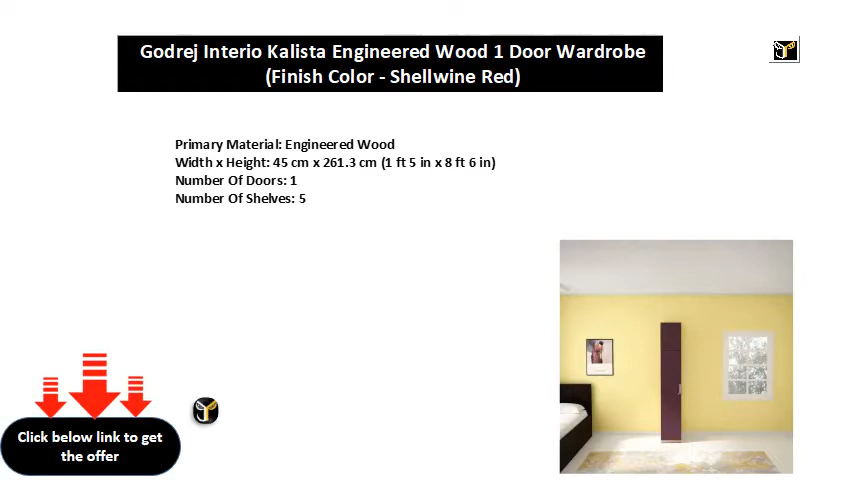 Godrej Interio Kalista Engineered Wood 1 Door Wardrobe
(Finish Color - Shellwine Red)
Primary Material: Engineered Wood
Width x Height: 45 cm x 261.3 cm (1 ft 5 in x 8 ft 6 in)
Number Of Doors: 1
Number Of Shelves: 5
Click below link to get
the offer